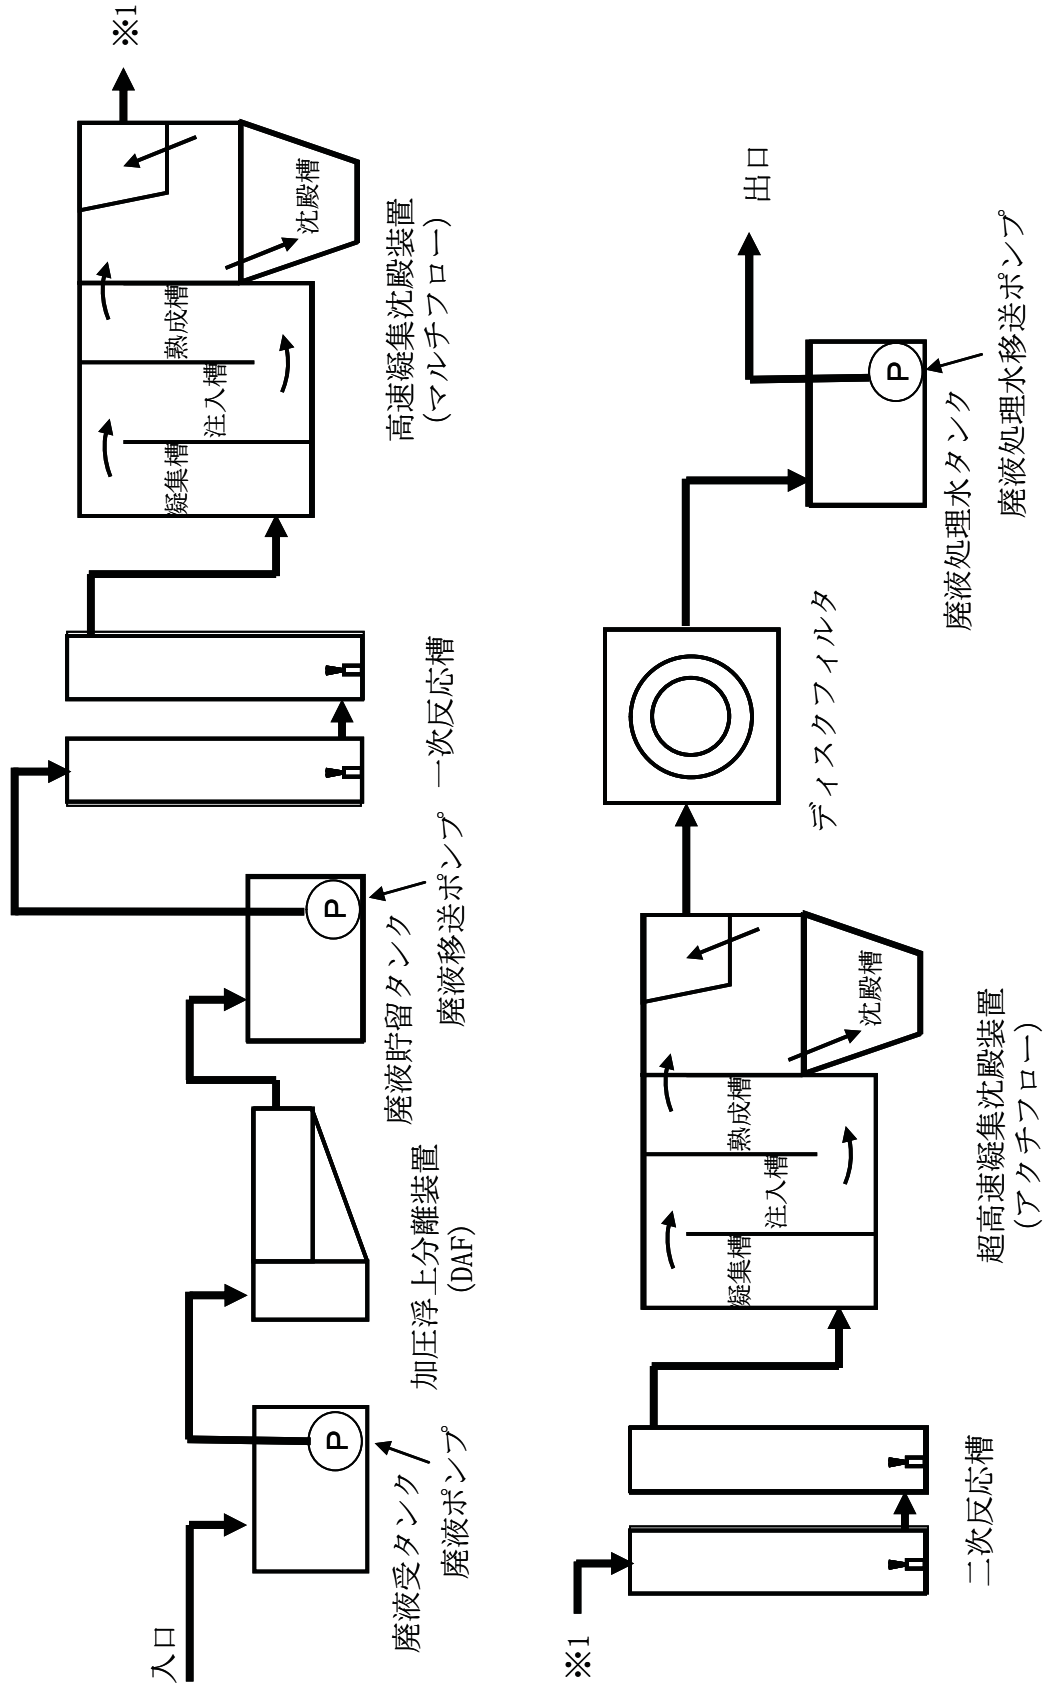 入口
廃液受タンク
P
廃液ポンプ
加圧浮上分離装置
(DAF)
廃液貯留タンク
P
廃液移送ポンプ
一次反応槽
凝集槽
注入槽
熟成槽
沈殿槽
高速凝集沈殿装置
(マルチフロー)
※1
※1
二次反応槽
凝集槽
注入槽
熟成槽
沈殿槽
超高速凝集沈殿装置
(アクチフロー)
ディスクフィルタ
廃液処理水タンク
P
廃液処理水移送ポンプ
出口